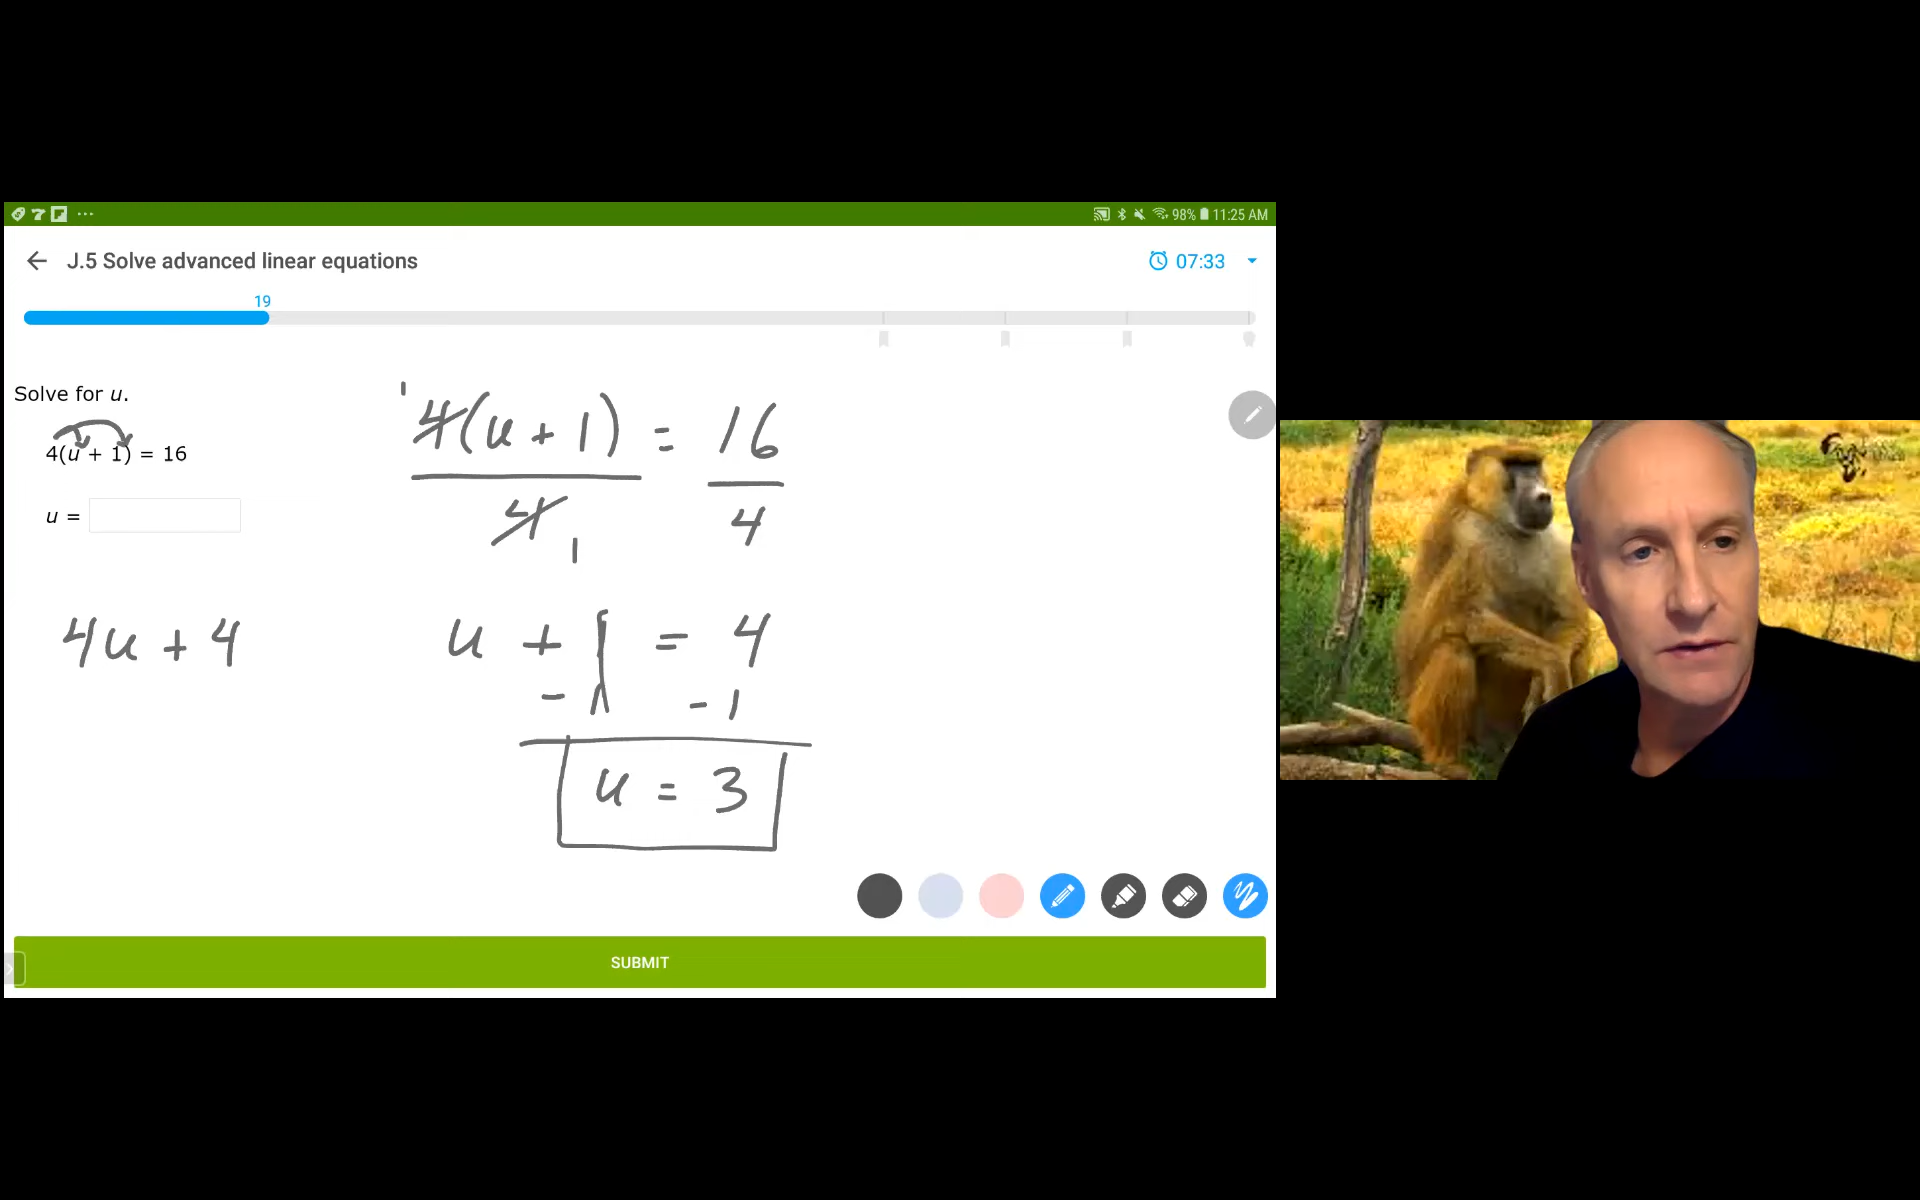 98% 11:25 AM
J.5 Solve advanced linear equations
07:33
19
Solve for u.
4(u + 1) = 16
u =
4u + 4
1
4(u + 1) = 16
4 4
1
u + 1 = 4
- 1 - 1
u = 3
SUBMIT